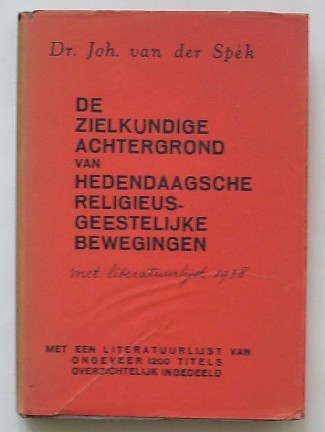 Dr. Joh. van der Spèk
DE
ZIELKUNDIGE
ACHTERGROND
VAN
HEDENDAAGSCHE
RELIGIEUS-
GEESTELIJKE
BEWEGINGEN
met literatuurlijst 1938
MET EEN LITERATUURLIJST VAN
ONGEVEER 1200 TITELS
OVERZICHTELIJK INGEDEELD